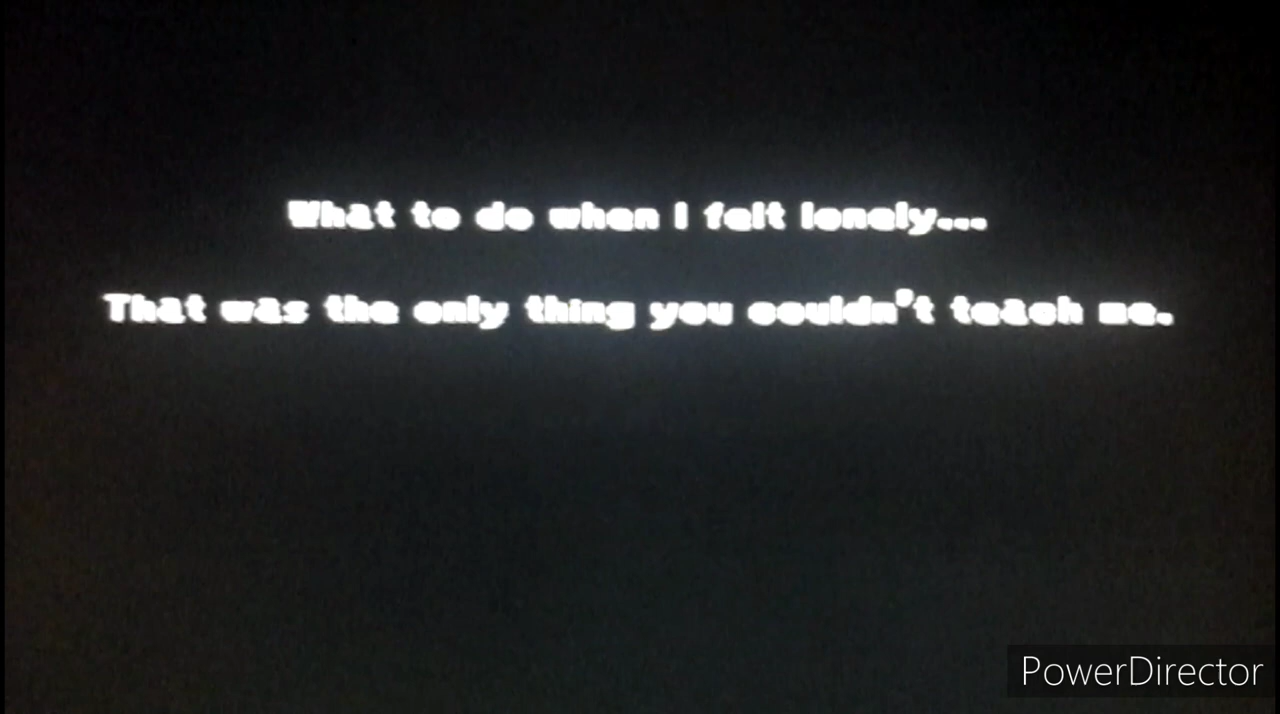 What to do when I felt lonely...
That was the only thing you couldn't teach me.
PowerDirector